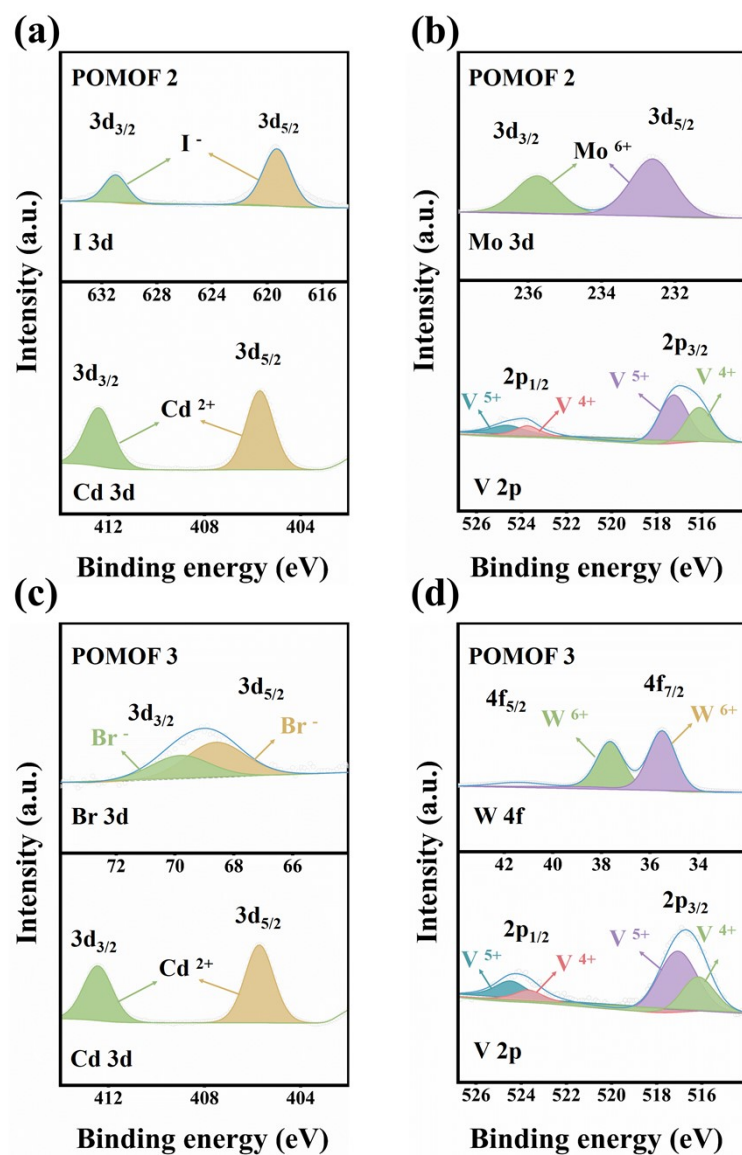 (a)
POMOF 2
3d3/2
3d5/2
I -
I 3d
632 628 624 620 616
3d3/2
3d5/2
Cd 2+
Cd 3d
412 408 404
Binding energy (eV)
Intensity (a.u.)
(b)
POMOF 2
3d3/2
3d5/2
Mo 6+
Mo 3d
236 234 232
2p3/2
2p1/2
V 5+
V 4+
V 5+
V 4+
V 2p
526 524 522 520 518 516
Binding energy (eV)
Intensity (a.u.)
(c)
POMOF 3
3d3/2
3d5/2
Br -
Br -
Br 3d
72 70 68 66
3d3/2
3d5/2
Cd 2+
Cd 3d
412 408 404
Binding energy (eV)
Intensity (a.u.)
(d)
POMOF 3
4f5/2
4f7/2
W 6+
W 6+
W 4f
42 40 38 36 34
2p3/2
2p1/2
V 5+
V 4+
V 5+
V 4+
V 2p
526 524 522 520 518 516
Binding energy (eV)
Intensity (a.u.)